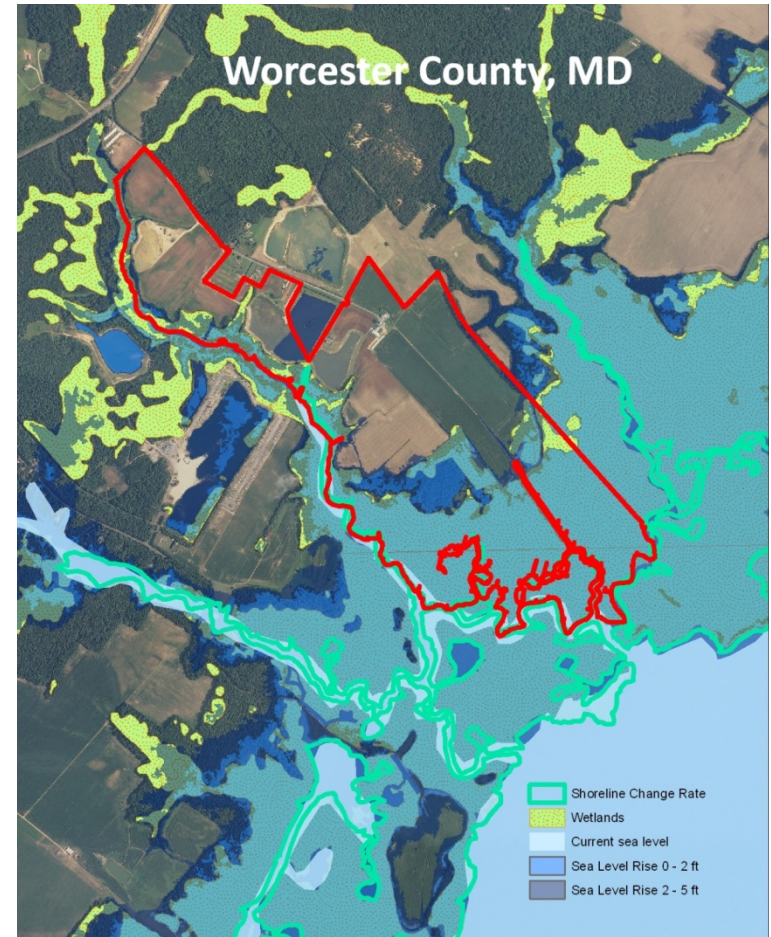 Worcester County, MD
Shoreline Change Rate
Wetlands
Current sea level
Sea Level Rise 0 - 2 ft
Sea Level Rise 2 - 5 ft